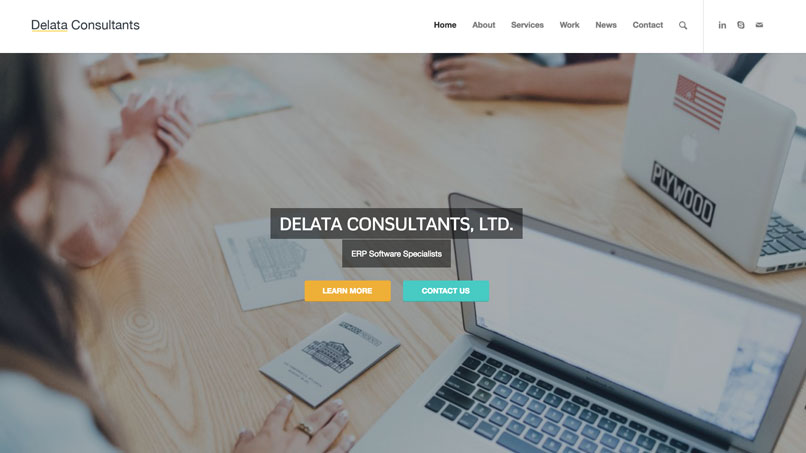 Delata Consultants
Home About Services Work News Contact
PLYWOOD
DELATA CONSULTANTS, LTD.
ERP Software Specialists
LEARN MORE CONTACT US